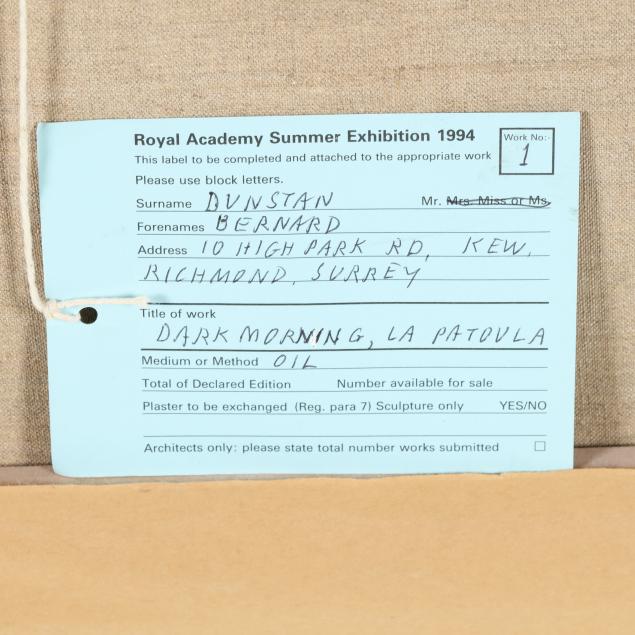 Royal Academy Summer Exhibition 1994
Work No:-
1
This label to be completed and attached to the appropriate work
Please use block letters.
Surname DUNSTAN Mr. Mrs. Miss or Ms.
Forenames BERNARD
Address 10 HIGH PARK RD, KEW,
RICHMOND, SURREY
Title of work
DARK MORNING, LA PATOULA
Medium or Method OIL
Total of Declared Edition Number available for sale
Plaster to be exchanged (Reg. para 7) Sculpture only YES/NO
Architects only: please state total number works submitted